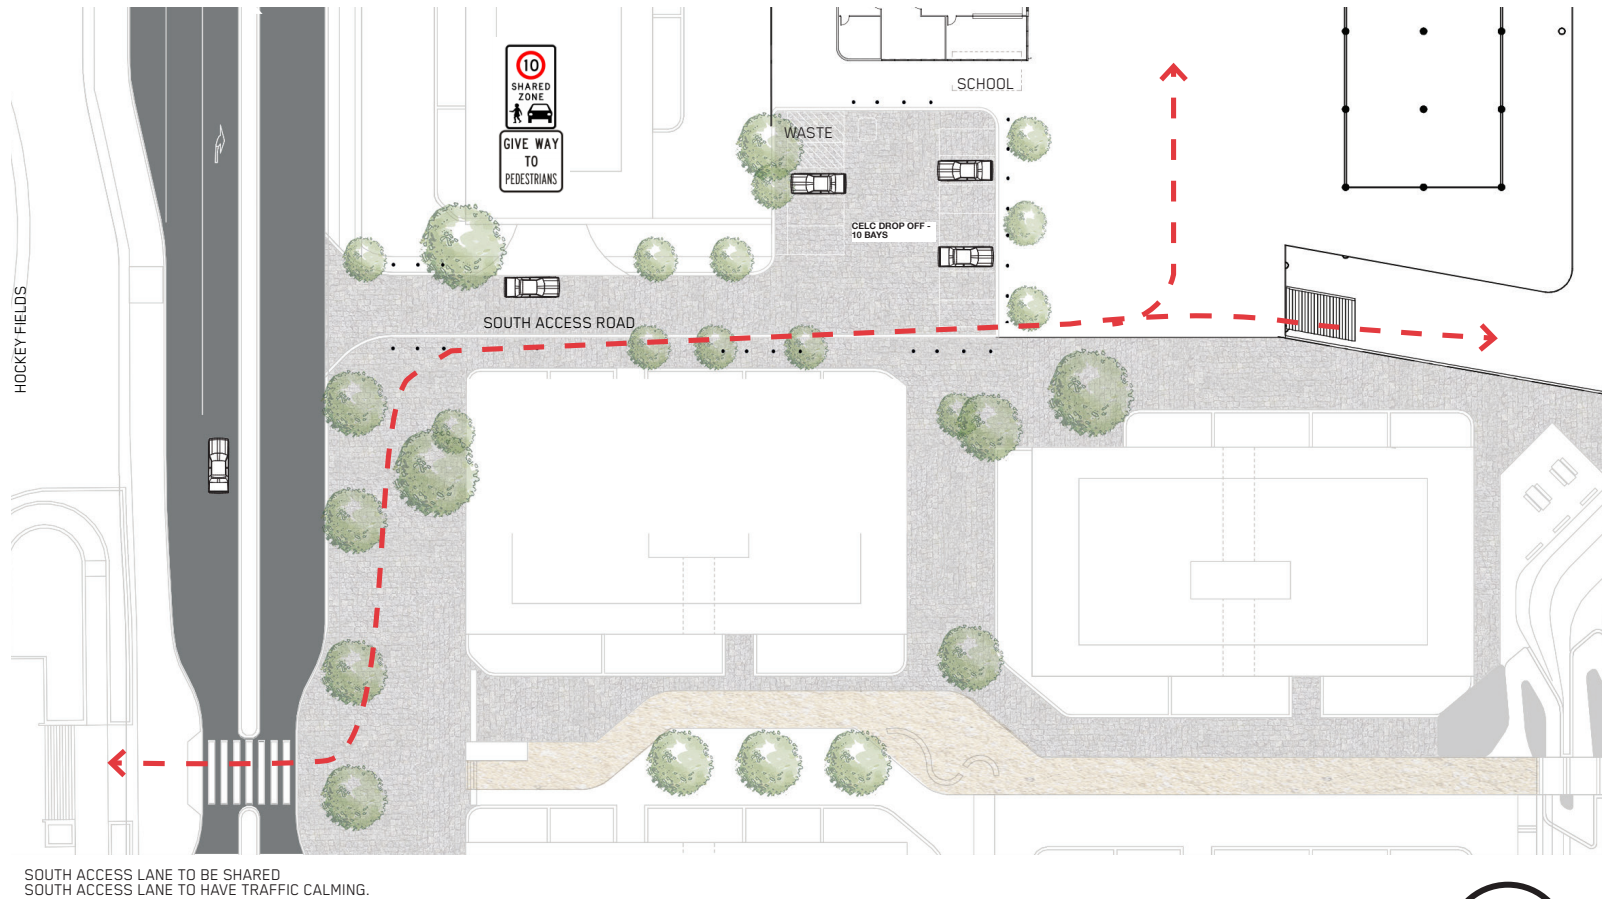 10
SHARED
ZONE
GIVE WAY
TO
PEDESTRIANS
SCHOOL
WASTE
CELC DROP OFF -
10 BAYS
SOUTH ACCESS ROAD
HOCKEY FIELDS
SOUTH ACCESS LANE TO BE SHARED
SOUTH ACCESS LANE TO HAVE TRAFFIC CALMING.